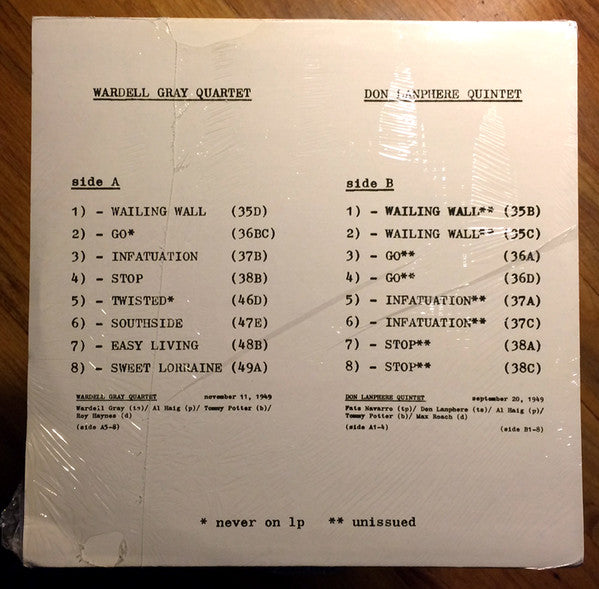 WARDELL GRAY QUARTET
side A
1) - WAILING WALL (35D)
2) - GO* (36BC)
3) - INFATUATION (37B)
4) - STOP (38B)
5) - TWISTED* (46D)
6) - SOUTHSIDE (47E)
7) - EASY LIVING (48B)
8) - SWEET LORRAINE (49A)
WARDELL GRAY QUARTET november 11, 1949
Wardell Gray (ts)/ Al Haig (p)/ Tommy Potter (b)/
Roy Haynes (d)
(side A5-8)
DON LANPHERE QUINTET
side B
1) - WAILING WALL** (35B)
2) - WAILING WALL** (35C)
3) - GO** (36A)
4) - GO** (36D)
5) - INFATUATION** (37A)
6) - INFATUATION** (37C)
7) - STOP** (38A)
8) - STOP** (38C)
DON LANPHERE QUINTET september 20, 1949
Fats Navarro (tp)/ Don Lanphere (ts)/ Al Haig (p)/
Tommy Potter (b)/ Max Roach (d)
(side A1-4) (side B1-8)
* never on lp ** unissued